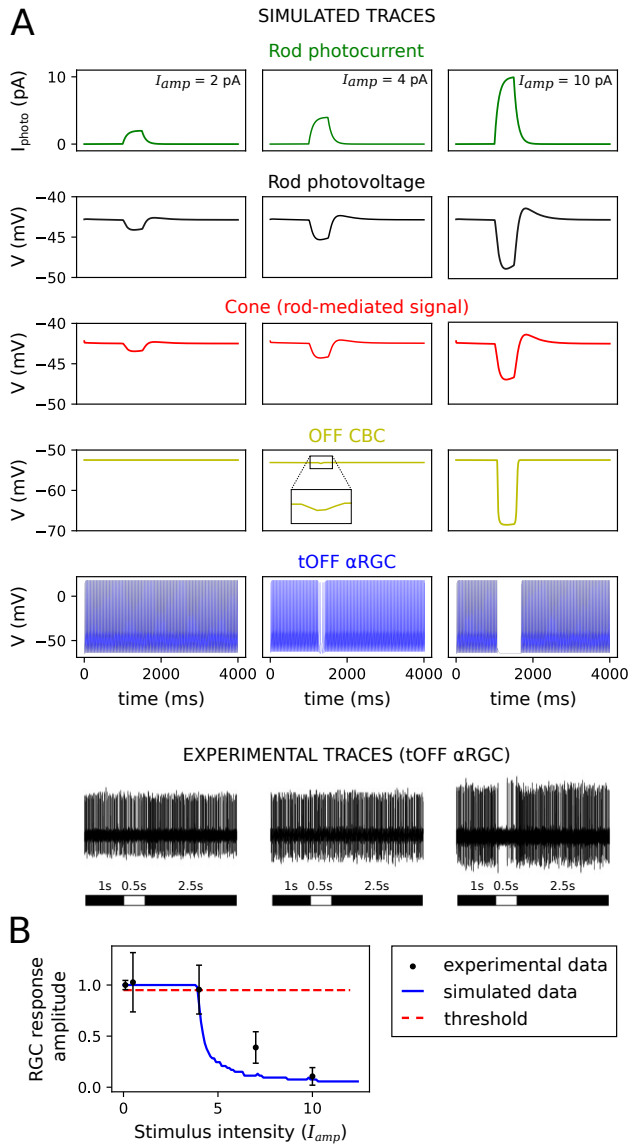 A
SIMULATED TRACES
Rod photocurrent
I_amp = 2 pA
I_amp = 4 pA
I_amp = 10 pA
I_photo (pA)
10
0
Rod photovoltage
V (mV)
−40
−45
−50
Cone (rod-mediated signal)
V (mV)
−40
−45
−50
OFF CBC
V (mV)
−50
−60
−70
tOFF αRGC
V (mV)
0
−50
0 2000 4000
0 2000 4000
0 2000 4000
time (ms)
time (ms)
time (ms)
EXPERIMENTAL TRACES (tOFF αRGC)
1s 0.5s 2.5s
1s 0.5s 2.5s
1s 0.5s 2.5s
B
RGC response
amplitude
1.0
0.5
0.0
0 5 10
Stimulus intensity (I_amp)
experimental data
simulated data
threshold